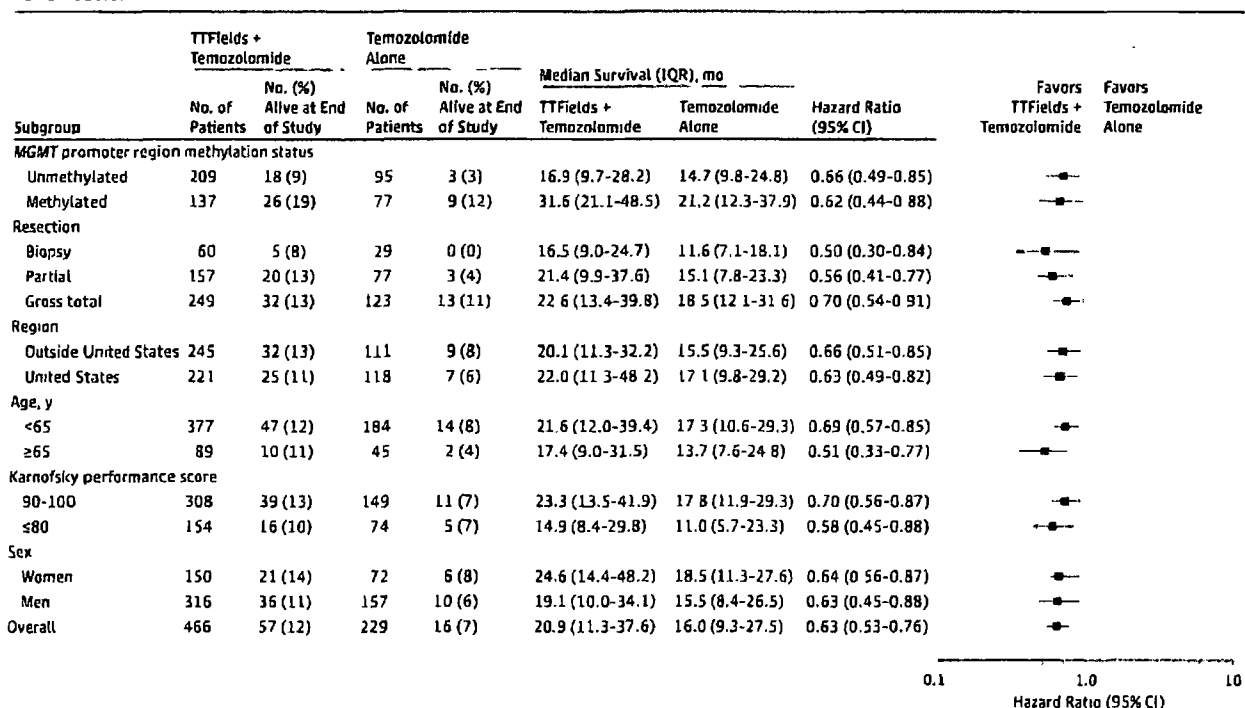 TTFields + Temozolomide Temozolomide Alone Median Survival (IQR), mo Favors TTFields + Temozolomide Favors Temozolomide Alone
Subgroup No. of Patients No. (%) Alive at End of Study No. of Patients No. (%) Alive at End of Study TTFields + Temozolomide Temozolomide Alone Hazard Ratio (95% CI)
MGMT promoter region methylation status
Unmethylated 209 18 (9) 95 3 (3) 16.9 (9.7-28.2) 14.7 (9.8-24.8) 0.66 (0.49-0.85)
Methylated 137 26 (19) 77 9 (12) 31.6 (21.1-48.5) 21.2 (12.3-37.9) 0.62 (0.44-0 88)
Resection
Biopsy 60 5 (8) 29 0 (0) 16.5 (9.0-24.7) 11.6 (7.1-18.1) 0.50 (0.30-0.84)
Partial 157 20 (13) 77 3 (4) 21.4 (9.9-37.6) 15.1 (7.8-23.3) 0.56 (0.41-0.77)
Gross total 249 32 (13) 123 13 (11) 22 6 (13.4-39.8) 18 5 (12 1-31 6) 0 70 (0.54-0 91)
Region
Outside United States 245 32 (13) 111 9 (8) 20.1 (11.3-32.2) 15.5 (9.3-25.6) 0.66 (0.51-0.85)
United States 221 25 (11) 118 7 (6) 22.0 (11 3-48 2) 17 1 (9.8-29.2) 0.63 (0.49-0.82)
Age, y
<65 377 47 (12) 184 14 (8) 21.6 (12.0-39.4) 17 3 (10.6-29.3) 0.69 (0.57-0.85)
≥65 89 10 (11) 45 2 (4) 17.4 (9.0-31.5) 13.7 (7.6-24 8) 0.51 (0.33-0.77)
Karnofsky performance score
90-100 308 39 (13) 149 11 (7) 23.3 (13.5-41.9) 17 8 (11.9-29.3) 0.70 (0.56-0.87)
≤80 154 16 (10) 74 5 (7) 14.9 (8.4-29.8) 11.0 (5.7-23.3) 0.58 (0.45-0.88)
Sex
Women 150 21 (14) 72 6 (8) 24.6 (14.4-48.2) 18.5 (11.3-27.6) 0.64 (0 56-0.87)
Men 316 36 (11) 157 10 (6) 19.1 (10.0-34.1) 15.5 (8.4-26.5) 0.63 (0.45-0.88)
Overall 466 57 (12) 229 16 (7) 20.9 (11.3-37.6) 16.0 (9.3-27.5) 0.63 (0.53-0.76)
0.1 1.0 10
Hazard Ratio (95% CI)